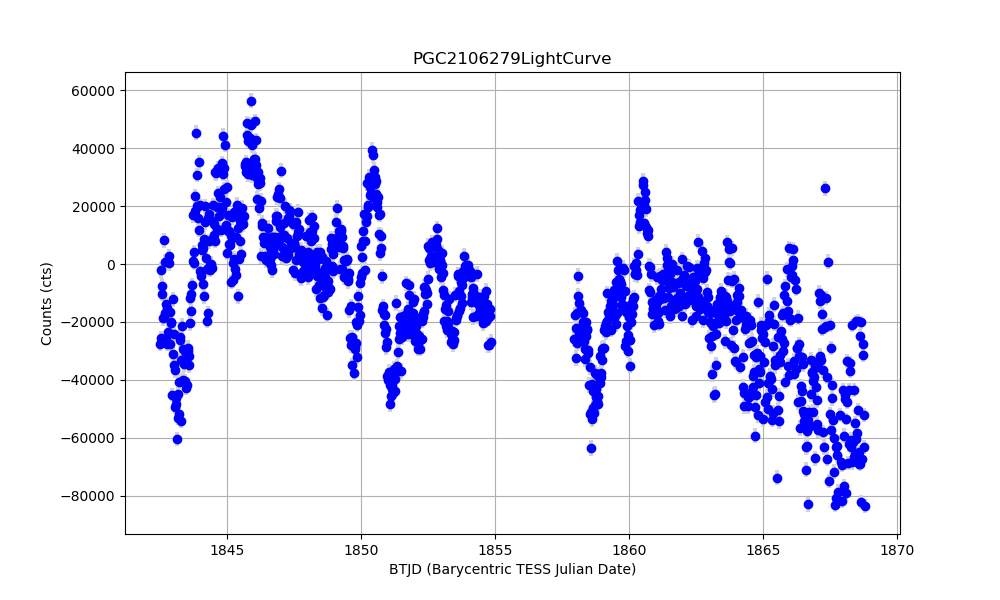 PGC2106279LightCurve
60000
40000
20000
0
−20000
−40000
−60000
−80000
Counts (cts)
1845 1850 1855 1860 1865 1870
BTJD (Barycentric TESS Julian Date)